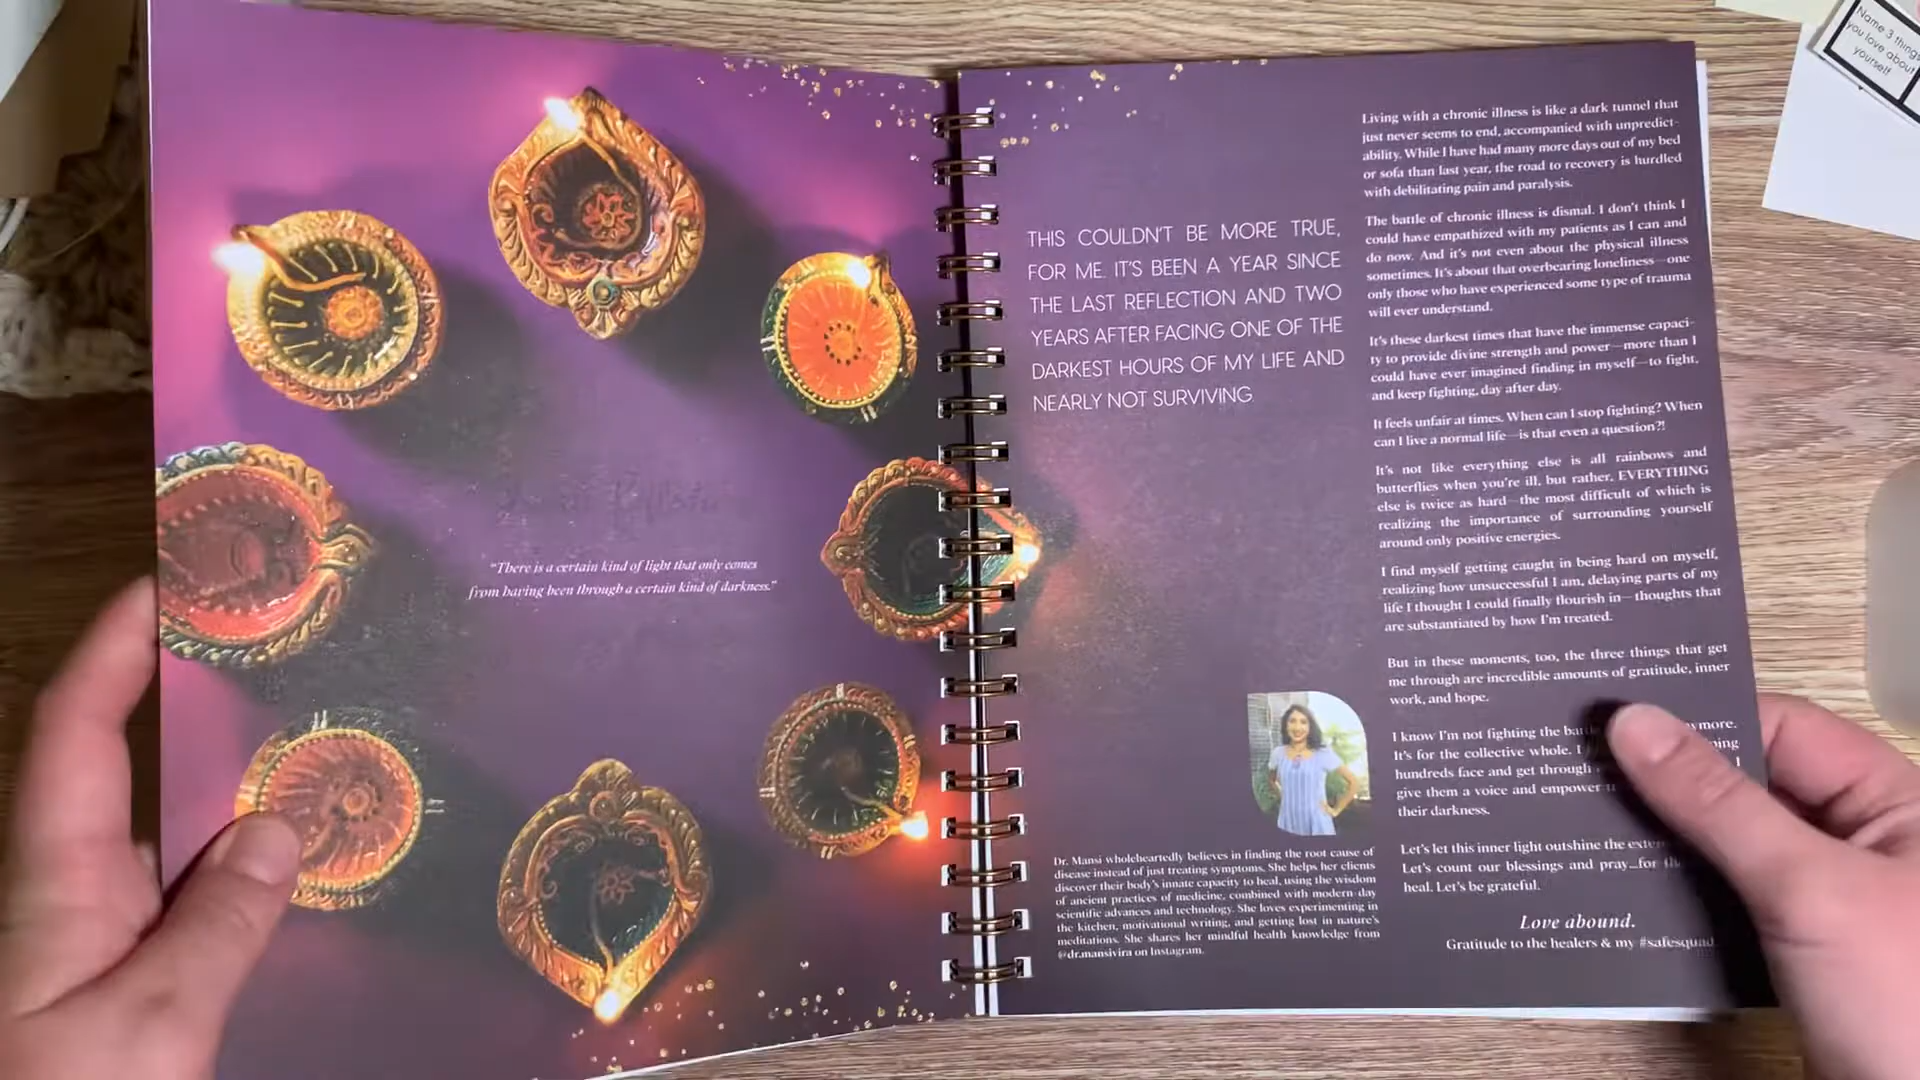 "There is a certain kind of light that only comes
from having been through a certain kind of darkness."
THIS COULDN'T BE MORE TRUE,
FOR ME. IT'S BEEN A YEAR SINCE
THE LAST REFLECTION AND TWO
YEARS AFTER FACING ONE OF THE
DARKEST HOURS OF MY LIFE AND
NEARLY NOT SURVIVING.
Dr. Mansi wholeheartedly believes in finding the root cause of
disease instead of just treating symptoms. She helps her clients
discover their body's innate capacity to heal, using the wisdom
of ancient practices of medicine, combined with modern-day
scientific advances and technology. She loves experimenting in
the kitchen, motivational writing, and getting lost in nature's
meditations. She shares her mindful health knowledge from
@dr.mansivira on Instagram.
Living with a chronic illness is like a dark tunnel that
just never seems to end, accompanied with unpredict-
ability. While I have had many more days out of my bed
or sofa than last year, the road to recovery is hurdled
with debilitating pain and paralysis.
The battle of chronic illness is dismal. I don't think I
could have empathized with my patients as I can and
do now. And it's not even about the physical illness
sometimes. It's about that overbearing loneliness—one
only those who have experienced some type of trauma
will ever understand.
It's these darkest times that have the immense capaci-
ty to provide divine strength and power—more than I
could have ever imagined finding in myself—to fight,
and keep fighting, day after day.
It feels unfair at times. When can I stop fighting? When
can I live a normal life—is that even a question?!
It's not like everything else is all rainbows and
butterflies when you're ill, but rather, EVERYTHING
else is twice as hard—the most difficult of which is
realizing the importance of surrounding yourself
around only positive energies.
I find myself getting caught in being hard on myself,
realizing how unsuccessful I am, delaying parts of my
life I thought I could finally flourish in—thoughts that
are substantiated by how I'm treated.
But in these moments, too, the three things that get
me through are incredible amounts of gratitude, inner
work, and hope.
I know I'm not fighting the
It's for the collective whole.
hundreds face and get through I
give them a voice and empower
their darkness.
Let's let this inner light outshine the
Let's count our blessings and pray...for
heal. Let's be grateful.
Love abound.
Gratitude to the healers & my #safesquad
Name 3 things
you love about
yourself